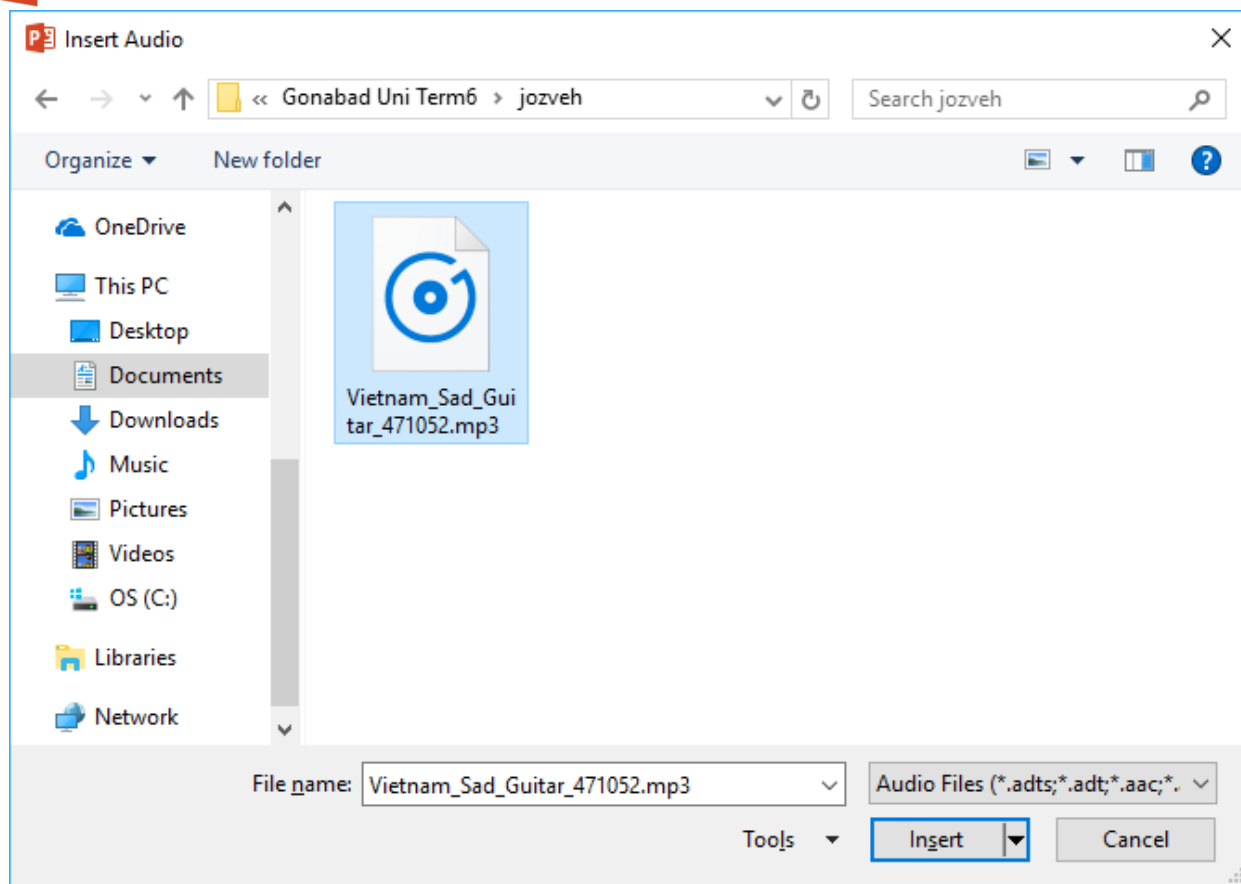 Insert Audio
« Gonabad Uni Term6 › jozveh
Search jozveh
Organize
New folder
OneDrive
This PC
Desktop
Documents
Downloads
Music
Pictures
Videos
OS (C:)
Libraries
Network
Vietnam_Sad_Gui
tar_471052.mp3
File name:
Vietnam_Sad_Guitar_471052.mp3
Audio Files (*.adts;*.adt;*.aac;*.
Tools
Insert
Cancel